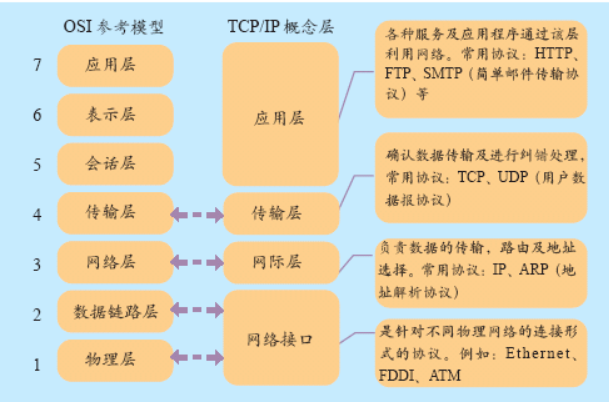 OSI 参考模型
TCP/IP 概念层
7 应用层
6 表示层
5 会话层
4 传输层
3 网络层
2 数据链路层
1 物理层
应用层
传输层
网际层
网络接口
各种服务及应用程序通过该层
利用网络。常用协议：HTTP、
FTP、SMTP（简单邮件传输协
议）等
确认数据传输及进行纠错处理，
常用协议：TCP、UDP（用户数
据报协议）
负责数据的传输，路由及地址
选择。常用协议：IP、ARP（地
址解析协议）
是针对不同物理网络的连接形
式的协议。例如：Ethernet、
FDDI、ATM